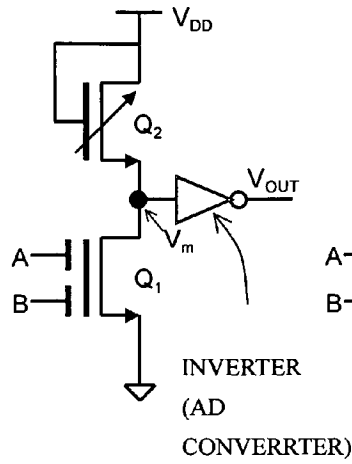 V_DD
Q_2
V_OUT
V_m
A
B
Q_1
A
B
INVERTER
(AD
CONVERRTER)